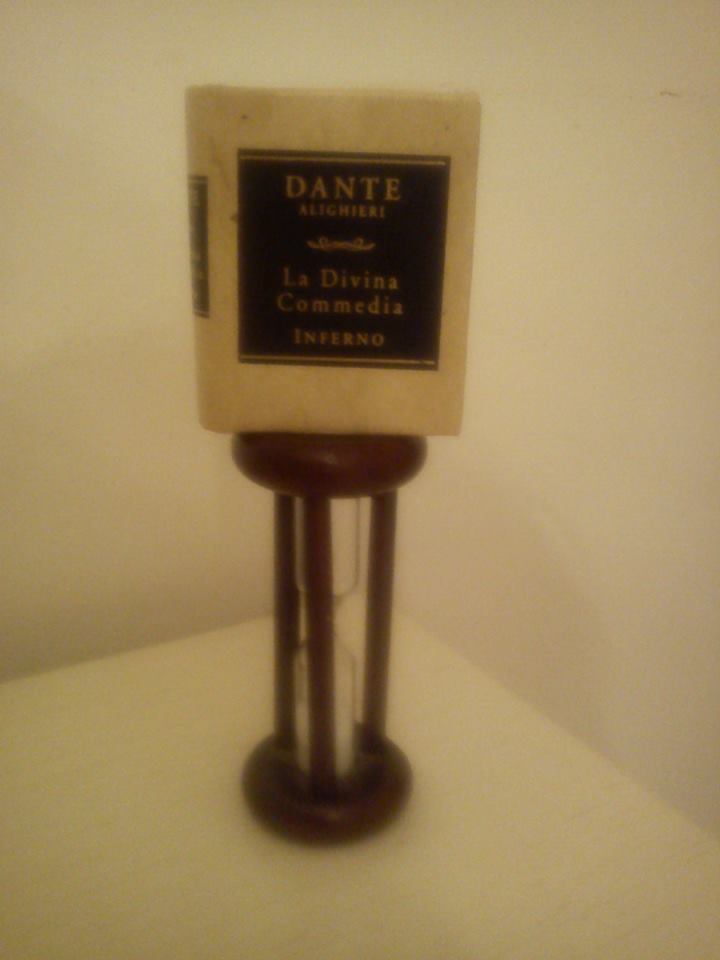 DANTE
ALIGHIERI
La Divina
Commedia
INFERNO